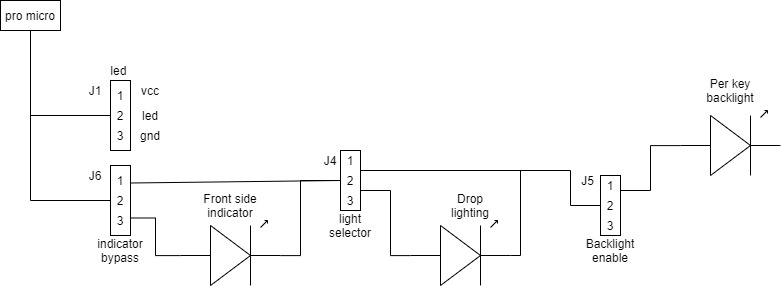 pro micro
led
J1
1
vcc
2
led
3
gnd
J6
1
2
3
indicator
bypass
Front side
indicator
J4
1
2
3
light
selector
Drop
lighting
J5
1
2
3
Backlight
enable
Per key
backlight